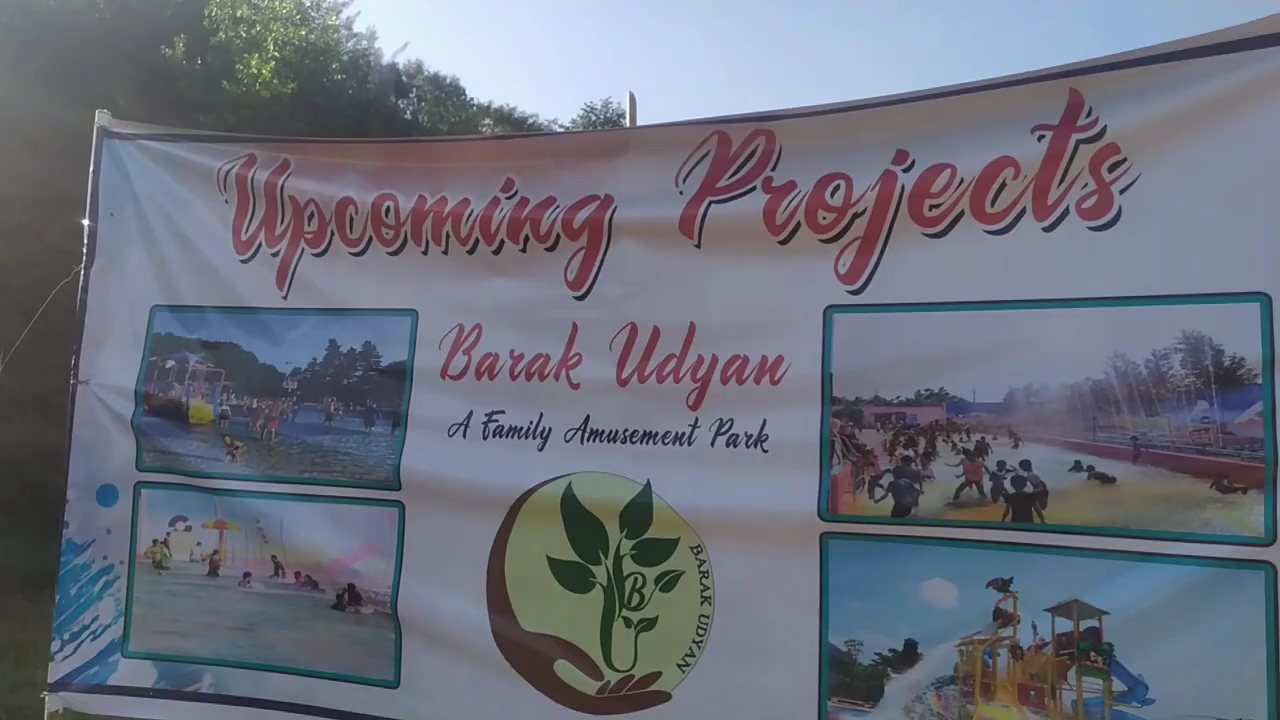 Upcoming Projects
Barak Udyan
A Family Amusement Park
B
BARAK UDYAN